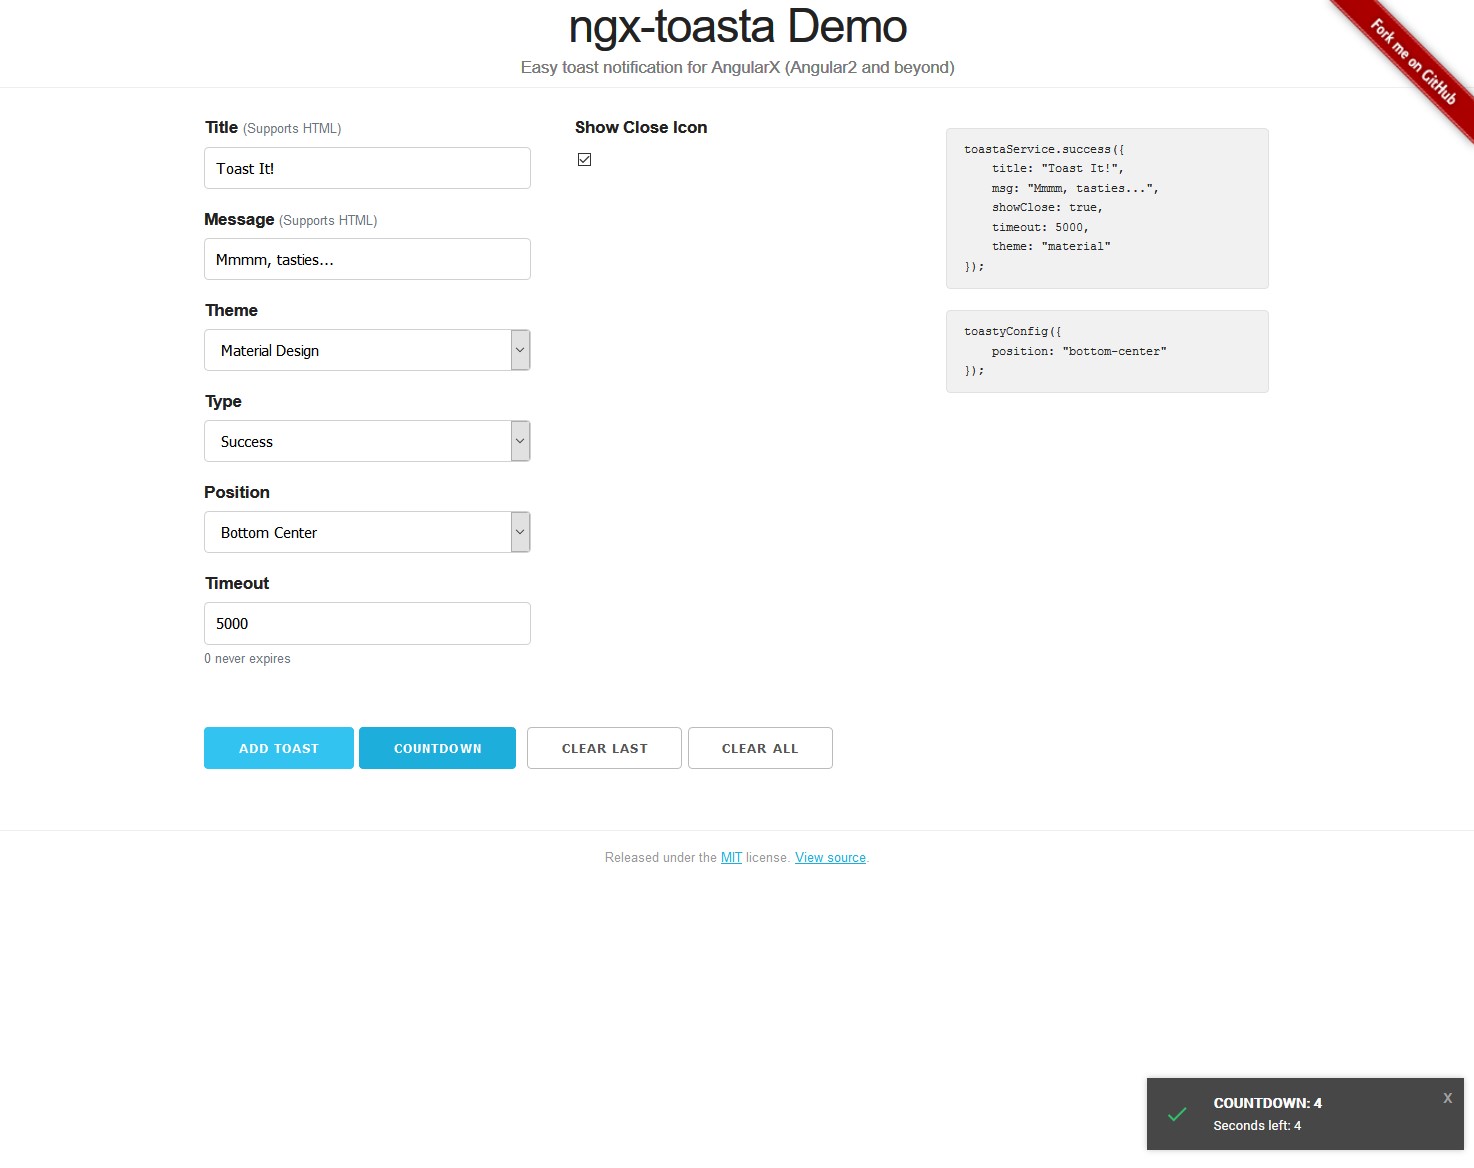 ngx-toasta Demo
Easy toast notification for AngularX (Angular2 and beyond)
Fork me on GitHub
Title (Supports HTML)
Toast It!
Message (Supports HTML)
Mmmm, tasties...
Theme
Material Design
Type
Success
Position
Bottom Center
Timeout
5000
0 never expires
Show Close Icon
toastaService.success({
    title: "Toast It!",
    msg: "Mmmm, tasties...",
    showClose: true,
    timeout: 5000,
    theme: "material"
});
toastyConfig({
    position: "bottom-center"
});
ADD TOAST COUNTDOWN CLEAR LAST CLEAR ALL
Released under the MIT license. View source.
COUNTDOWN: 4 X
Seconds left: 4